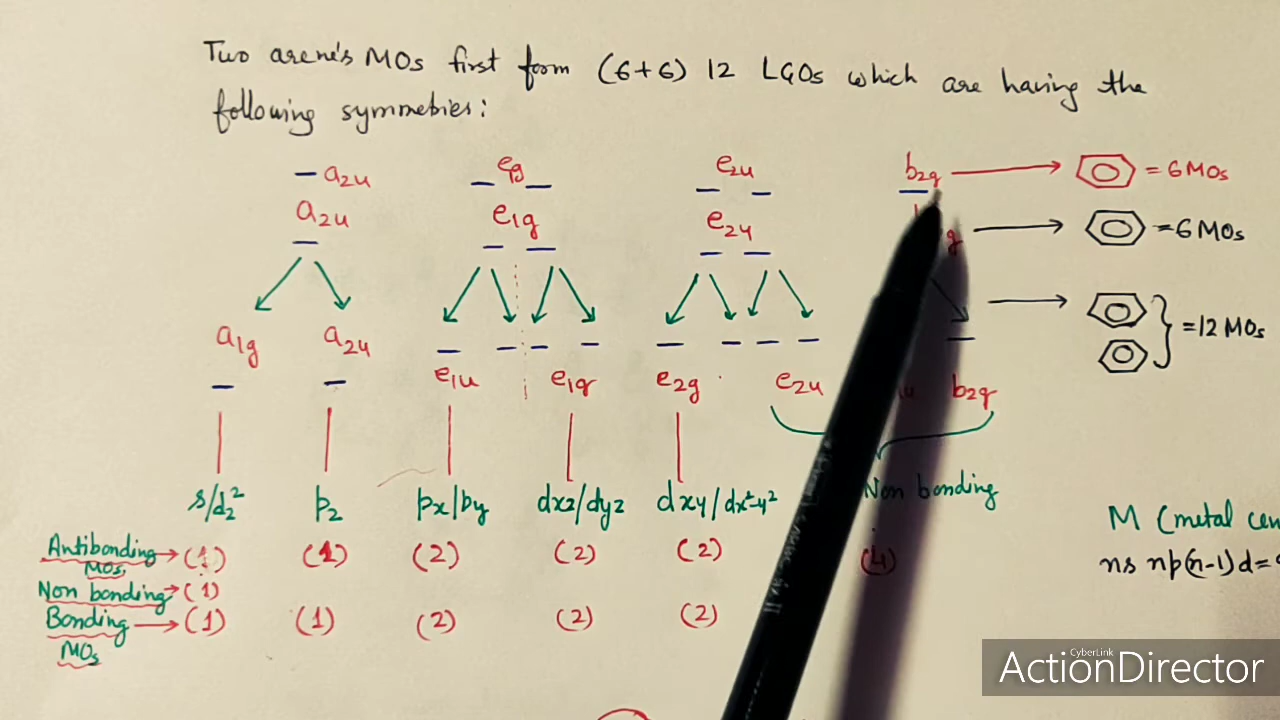 Two arene's MOs first form (6+6) 12 LGOs which are having the
following symmetries:
a2u eg e2u b2g = 6 MOs
a2u e1g e2u g = 6 MOs
= 12 MOs
a1g a2u
e1u e1g e2g e2u b2g
s/dz² pz px/py dxz/dyz dxy/dx²-y² Non bonding
M (metal cen
ns np(n-1)d=
Antibonding MOs (1) (1) (2) (2) (2) (4)
Non bonding (1)
Bonding MOs (1) (1) (2) (2) (2)
CyberLink
ActionDirector